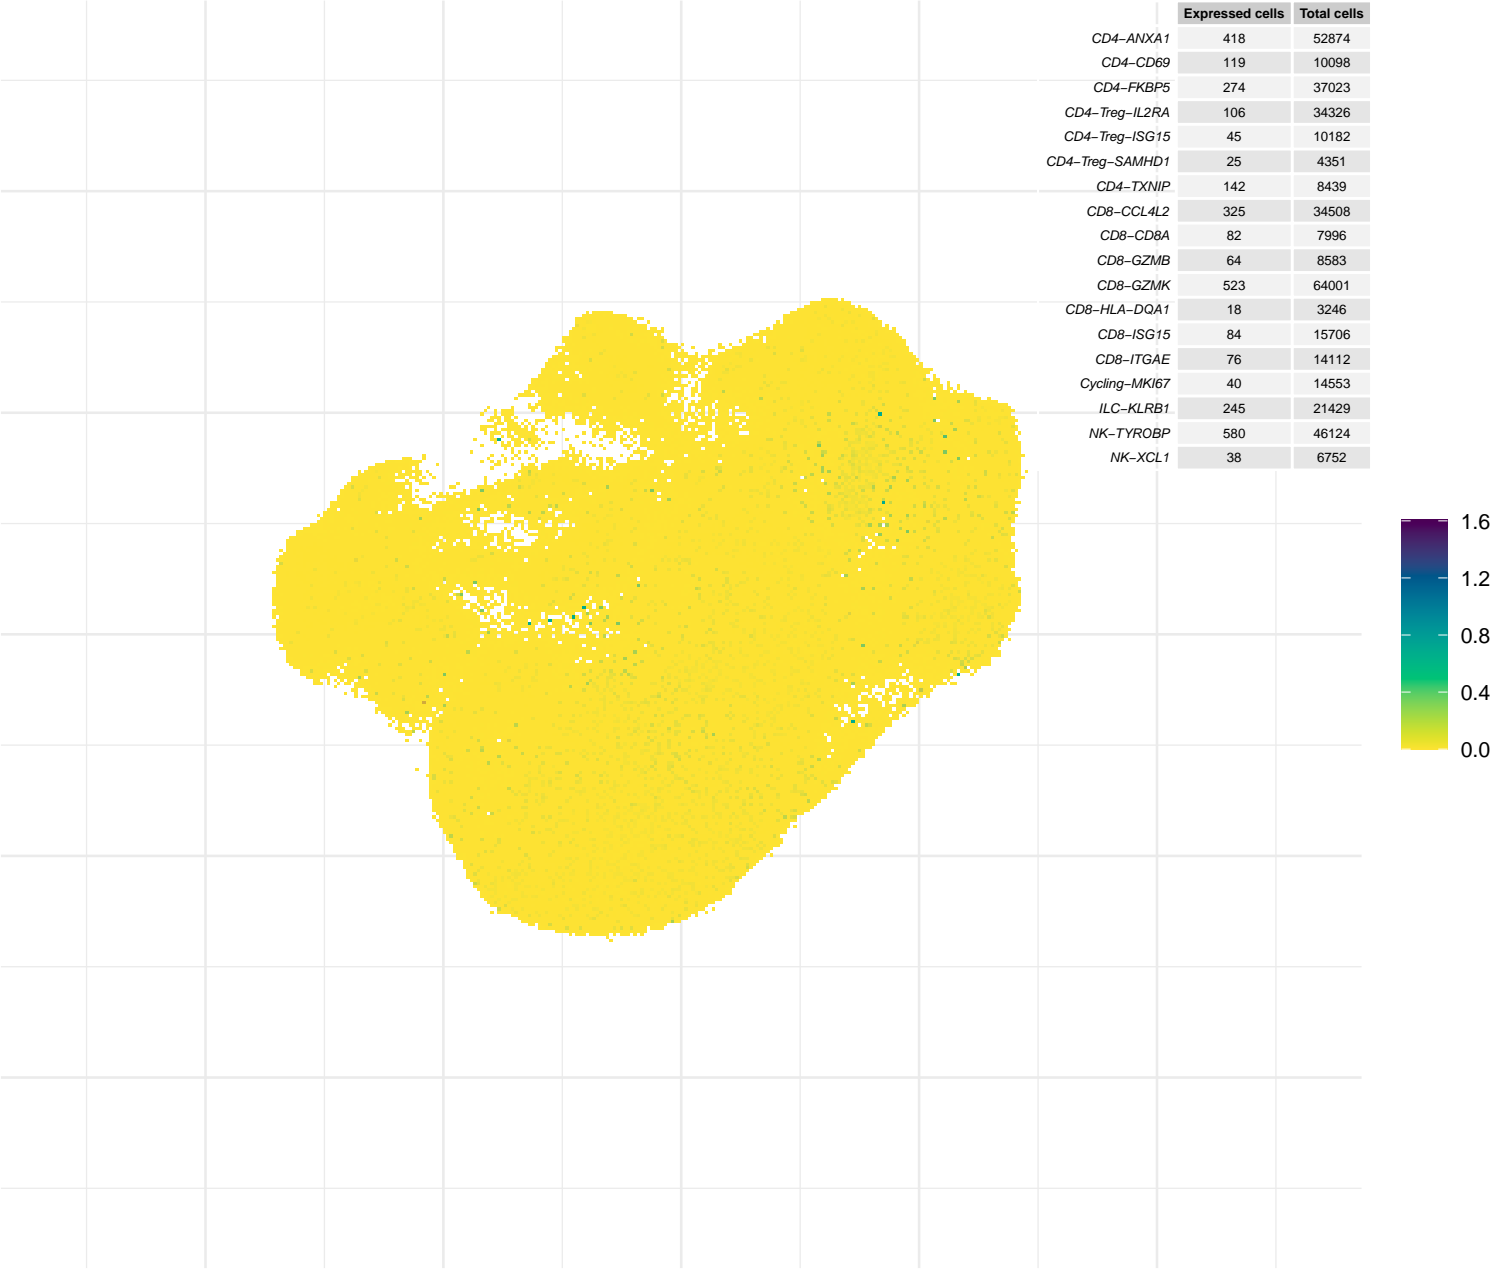 Expressed cells Total cells
CD4−ANXA1 418 52874
CD4−CD69 119 10098
CD4−FKBP5 274 37023
CD4−Treg−IL2RA 106 34326
CD4−Treg−ISG15 45 10182
CD4−Treg−SAMHD1 25 4351
CD4−TXNIP 142 8439
CD8−CCL4L2 325 34508
CD8−CD8A 82 7996
CD8−GZMB 64 8583
CD8−GZMK 523 64001
CD8−HLA−DQA1 18 3246
CD8−ISG15 84 15706
CD8−ITGAE 76 14112
Cycling−MKI67 40 14553
ILC−KLRB1 245 21429
NK−TYROBP 580 46124
NK−XCL1 38 6752
1.6
1.2
0.8
0.4
0.0